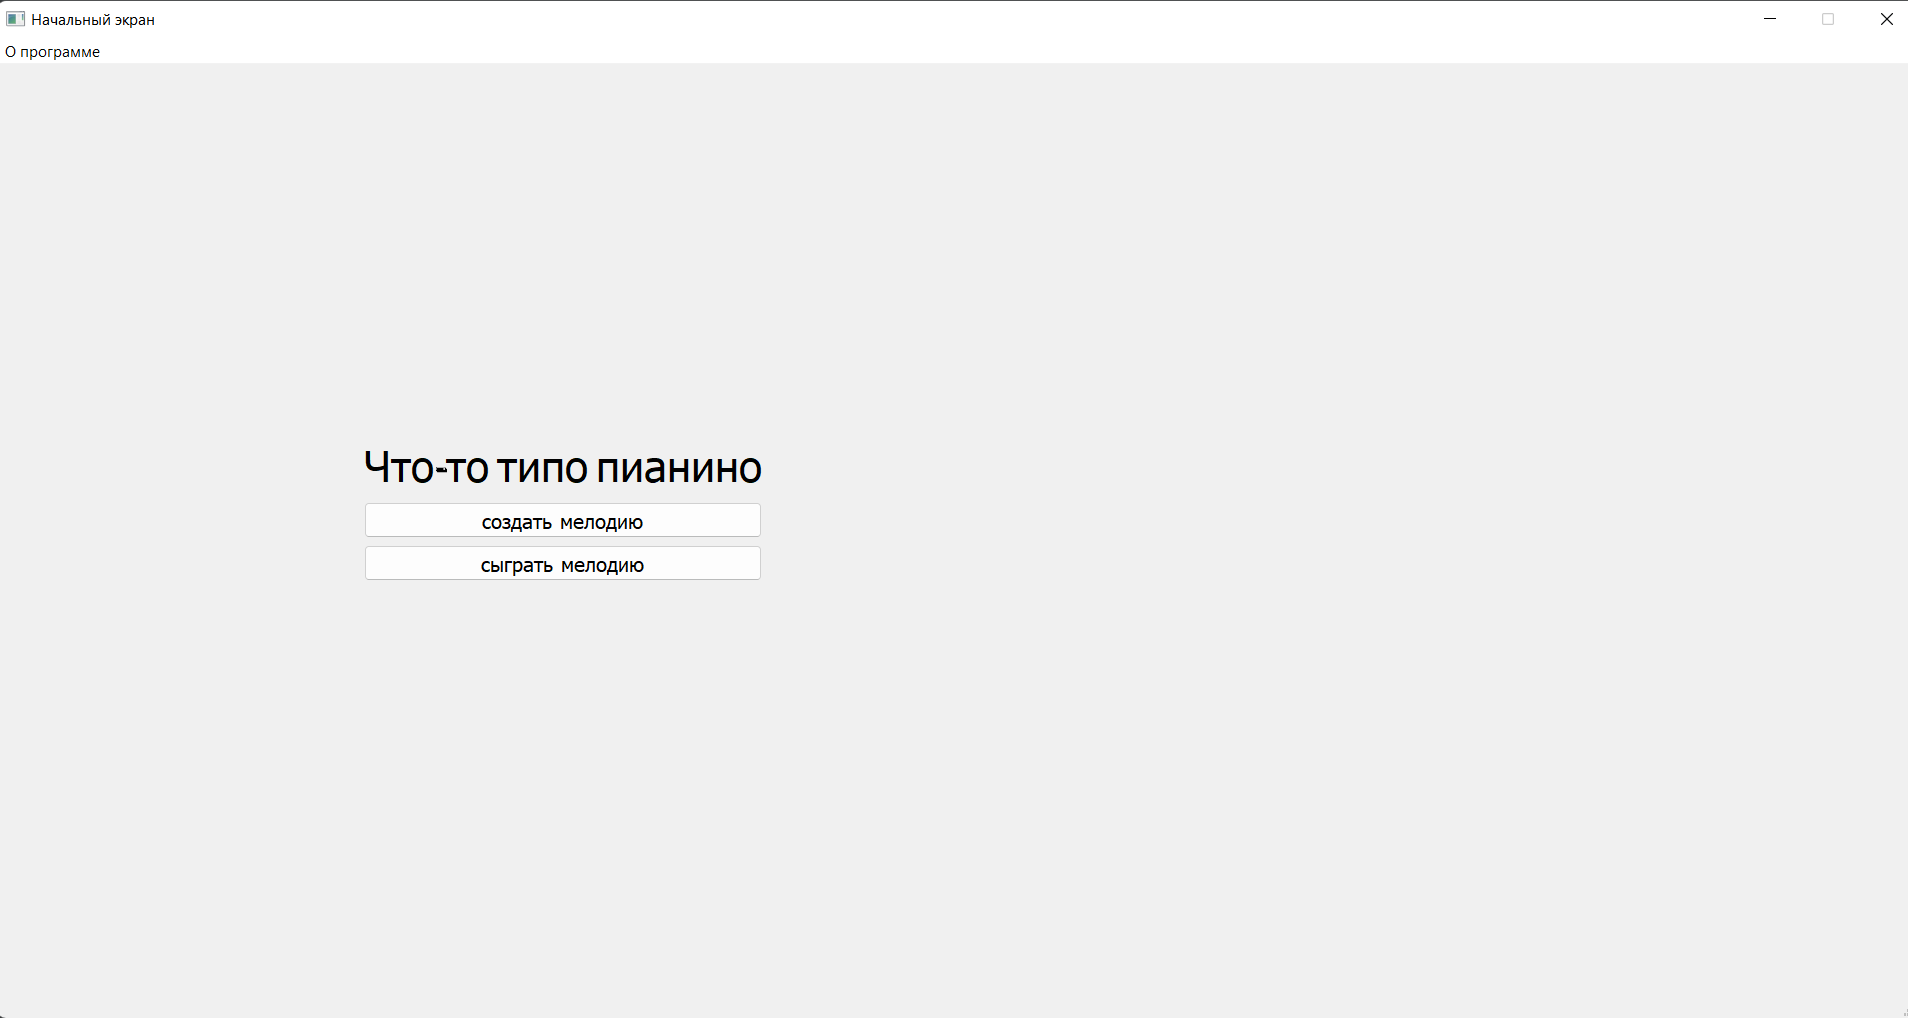 Начальный экран
О программе
Что-то типо пианино
создать мелодию
сыграть мелодию